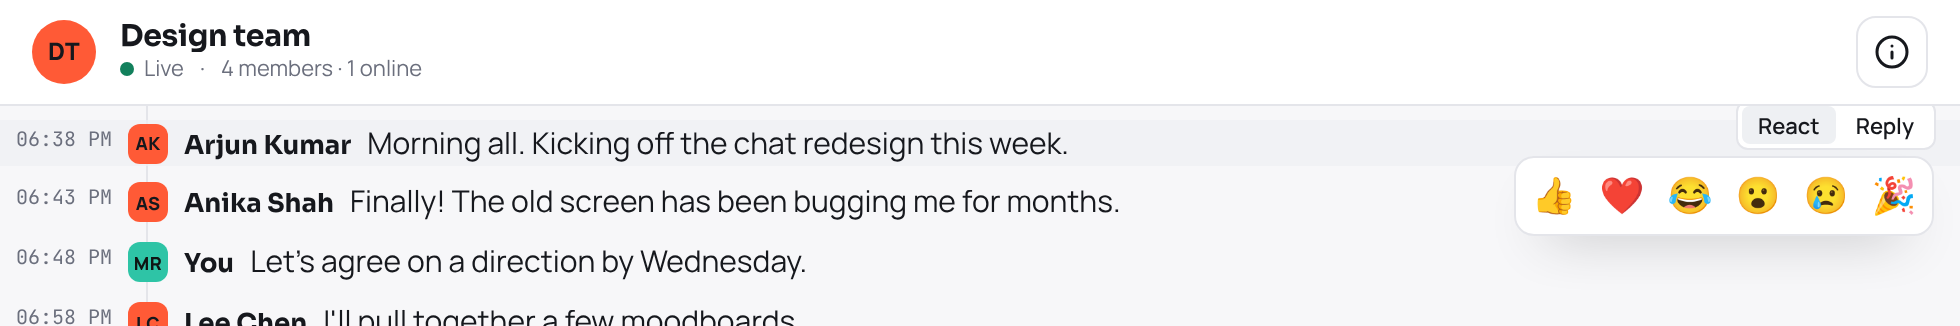 DT
Design team
Live · 4 members · 1 online
React Reply
06:38 PM AK Arjun Kumar Morning all. Kicking off the chat redesign this week.
06:43 PM AS Anika Shah Finally! The old screen has been bugging me for months.
👍 ❤️ 😂 😮 😢 🎉
06:48 PM MR You Let’s agree on a direction by Wednesday.
06:58 PM LC Lee Chen I'll pull together a few moodboards.